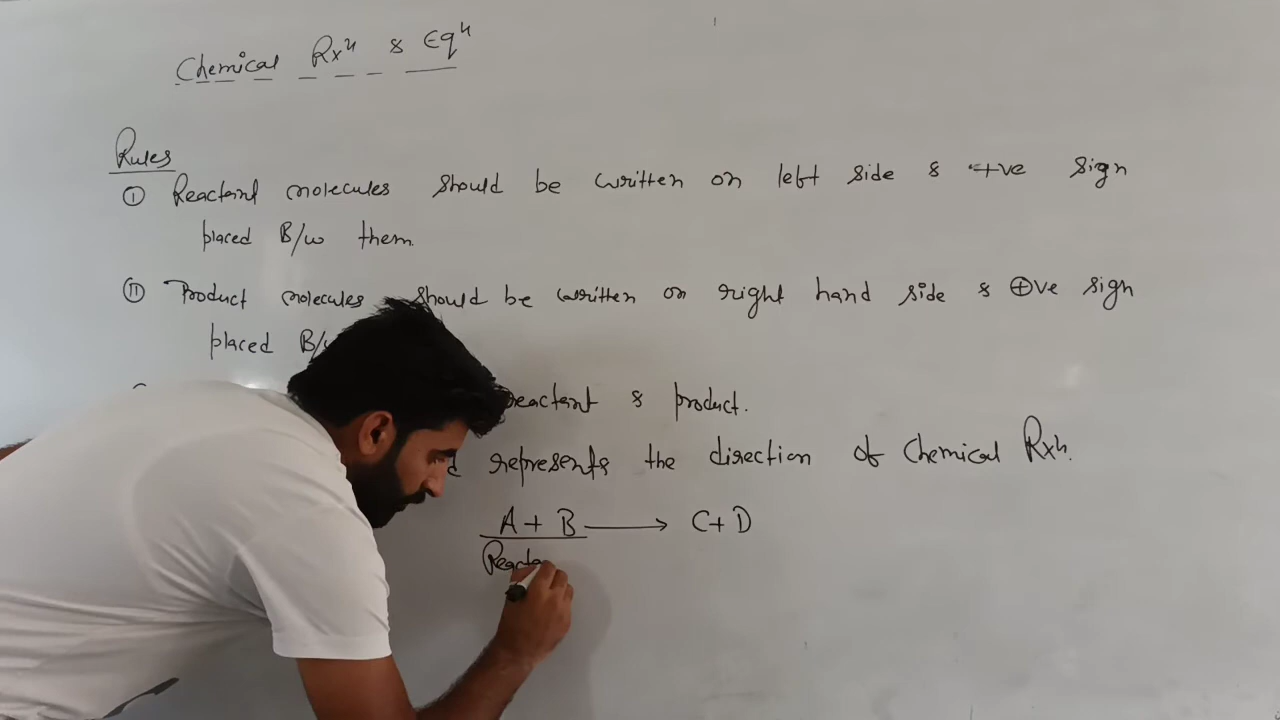 Chemical Rxⁿ & Eqⁿ
Rules
① Reactant molecules should be written on left side & +ve sign
placed B/w them.
② Product molecules should be written on right hand side & ⊕ve sign
placed B/w
reactant & product.
represents the direction of Chemical Rxⁿ.
A + B ⟶ C + D
Reacta